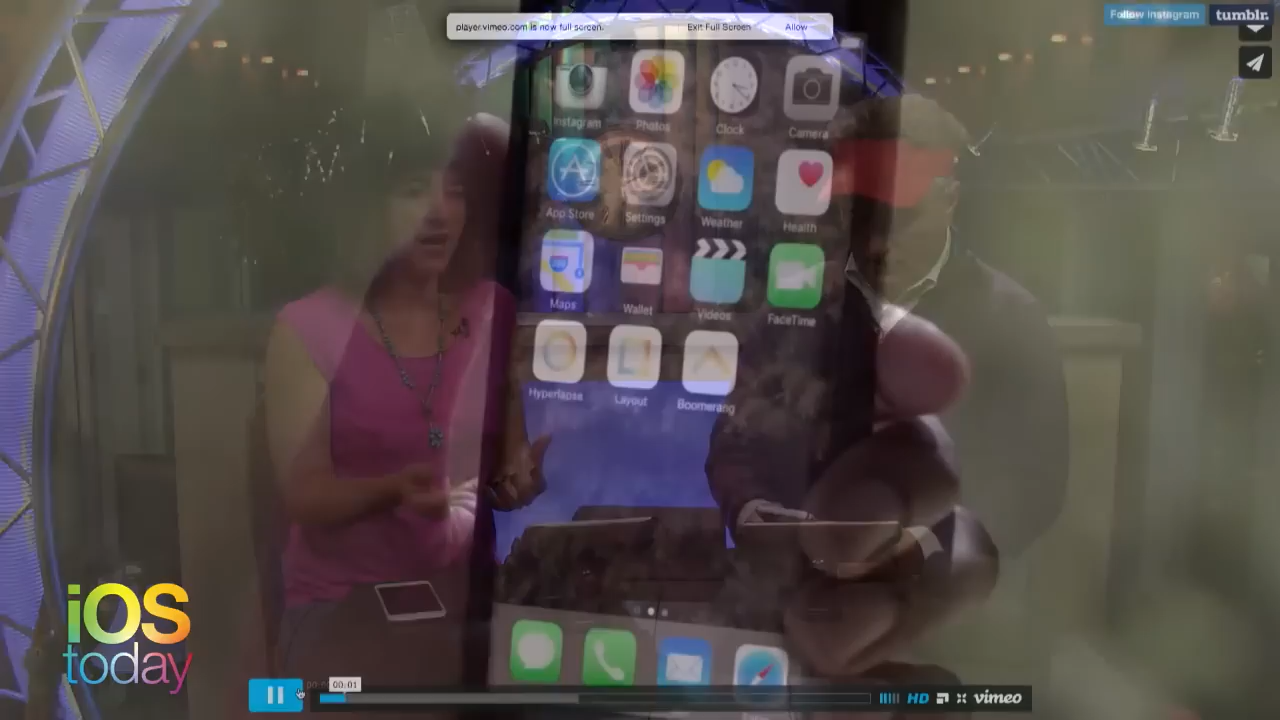 player.vimeo.com is now full screen. Exit Full Screen Allow
Follow instagram tumblr.
Instagram Photos Clock Camera
App Store Settings Weather Health
Maps Wallet Videos FaceTime
Hyperlapse Layout Boomerang
iOS
today
00:01
HD vimeo